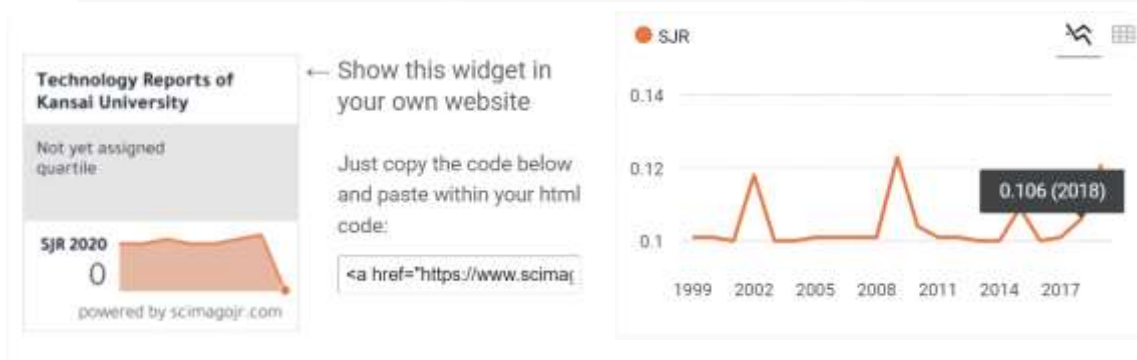 Technology Reports of
Kansai University
Not yet assigned
quartile
SJR 2020
0
powered by scimagojr.com
← Show this widget in
your own website
Just copy the code below
and paste within your html
code:
<a href="https://www.scimag
SJR
0.14
0.12
0.1
0.106 (2018)
1999 2002 2005 2008 2011 2014 2017